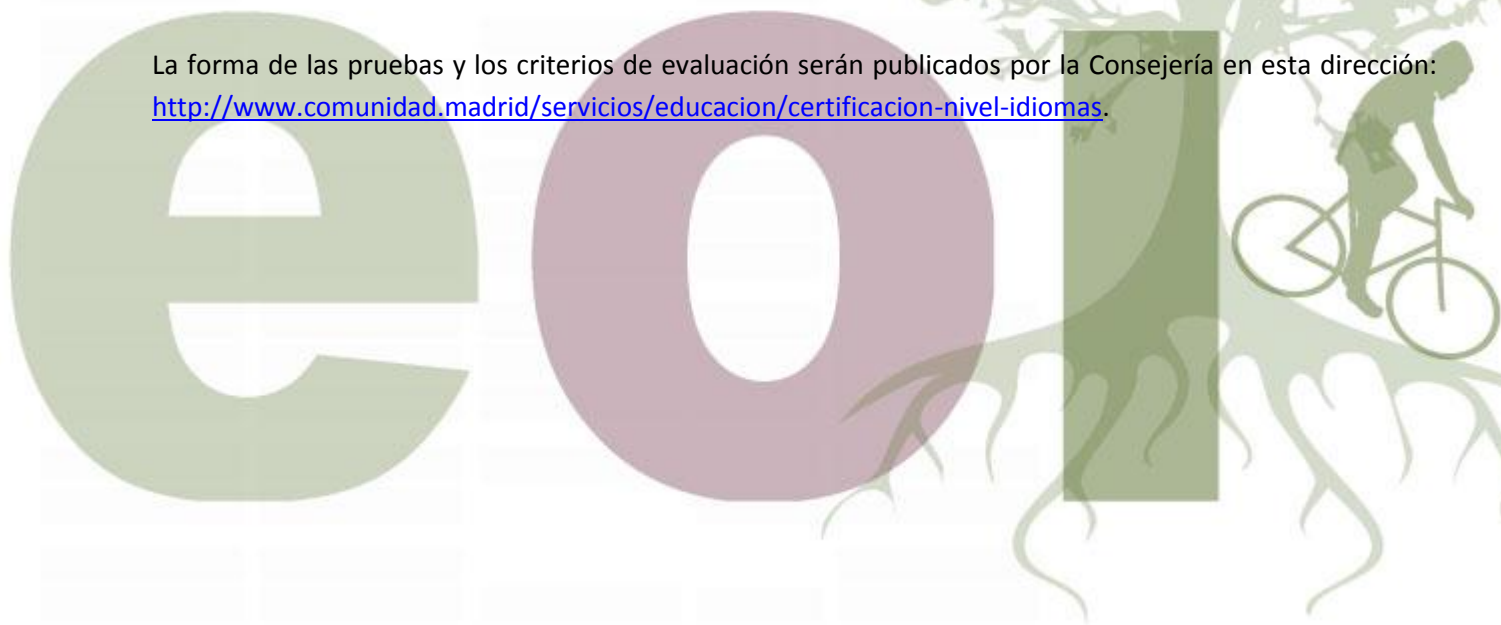 La forma de las pruebas y los criterios de evaluación serán publicados por la Consejería en esta dirección:
http://www.comunidad.madrid/servicios/educacion/certificacion-nivel-idiomas.
eoi